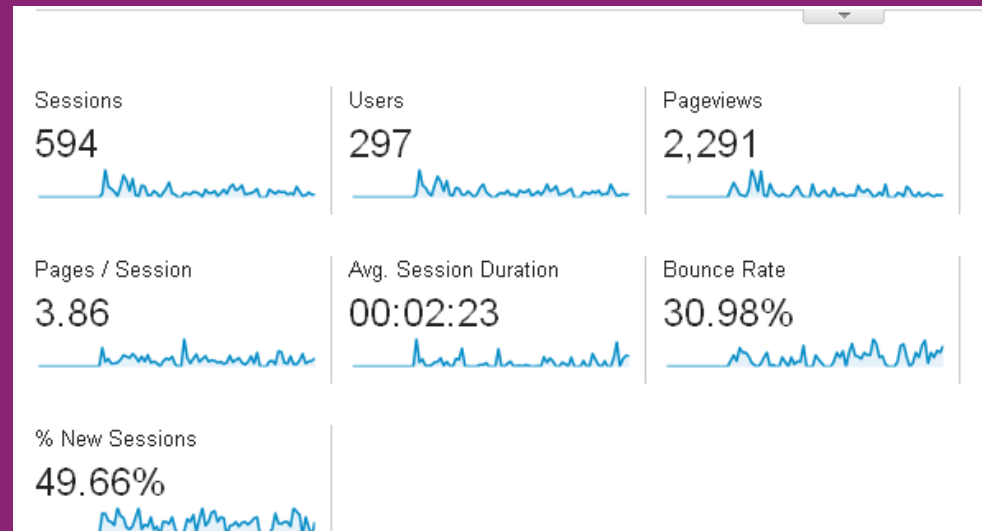 Sessions
594
Users
297
Pageviews
2,291
Pages / Session
3.86
Avg. Session Duration
00:02:23
Bounce Rate
30.98%
% New Sessions
49.66%